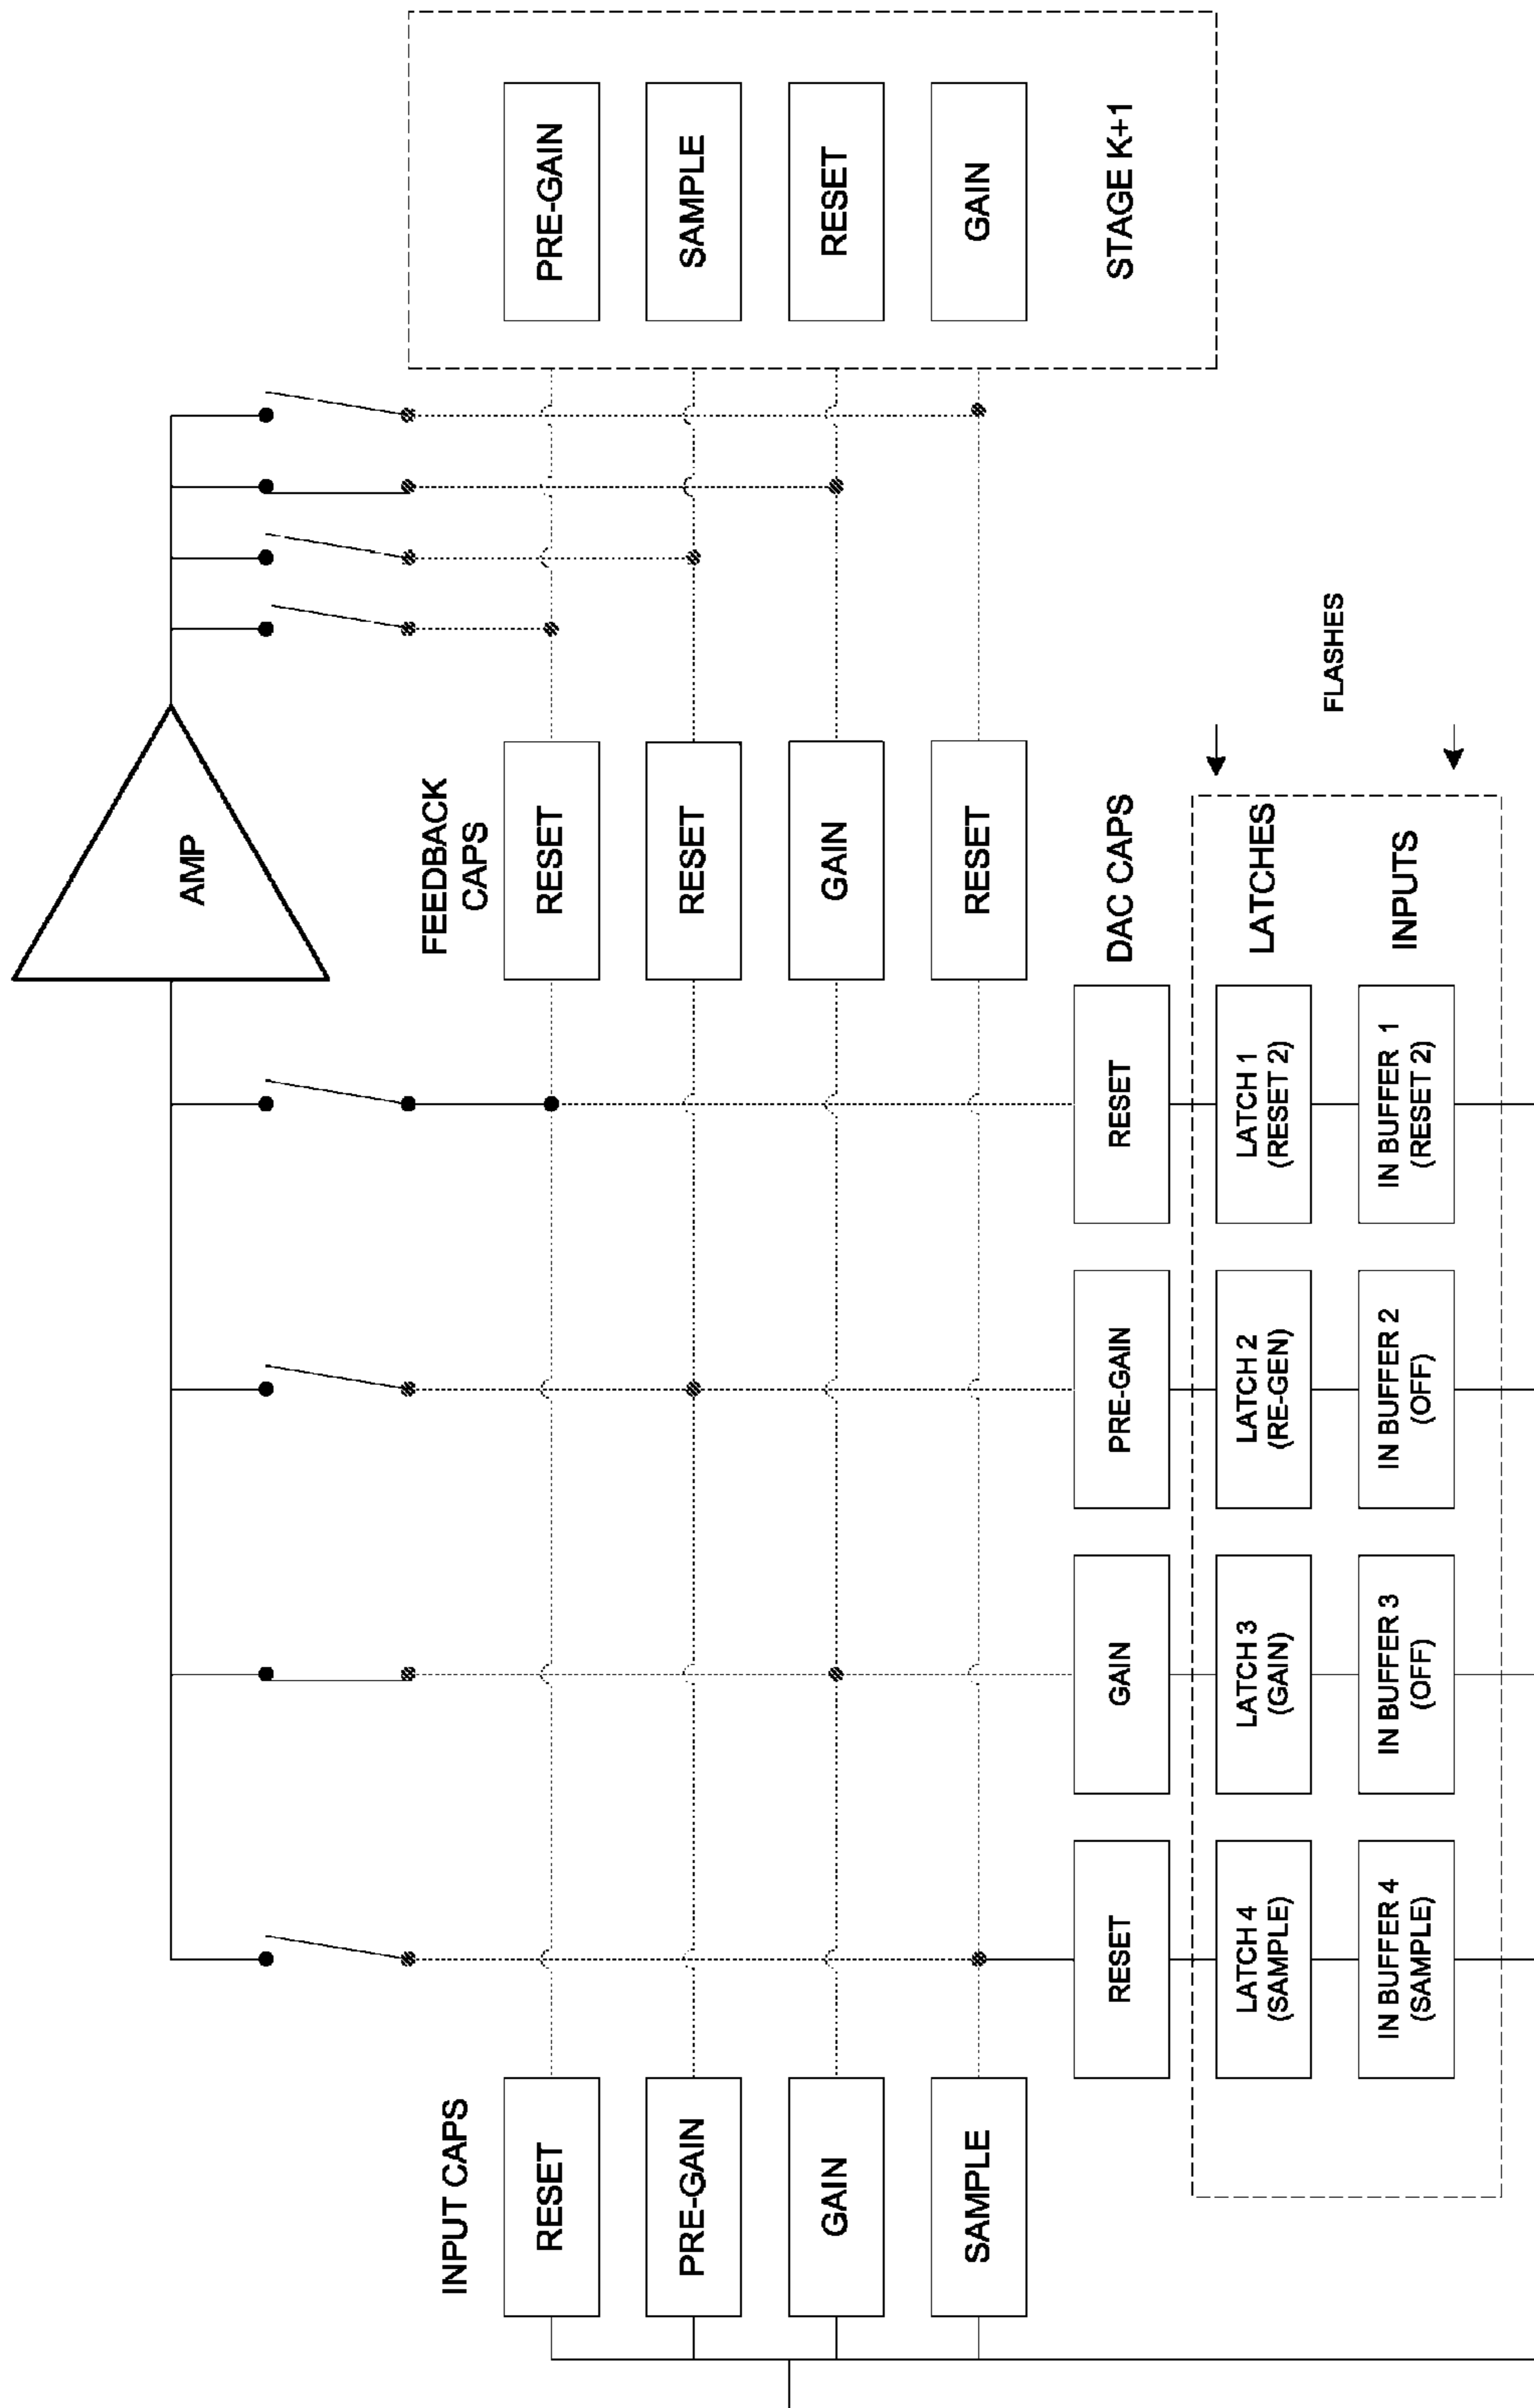 AMP
INPUT CAPS
RESET
PRE-GAIN
GAIN
SAMPLE
FEEDBACK
CAPS
RESET
RESET
GAIN
RESET
PRE-GAIN
SAMPLE
RESET
GAIN
STAGE K+1
RESET
GAIN
PRE-GAIN
RESET
DAC CAPS
LATCH 4
(SAMPLE)
LATCH 3
(GAIN)
LATCH 2
(RE-GEN)
LATCH 1
(RESET 2)
LATCHES
IN BUFFER 4
(SAMPLE)
IN BUFFER 3
(OFF)
IN BUFFER 2
(OFF)
IN BUFFER 1
(RESET 2)
INPUTS
FLASHES